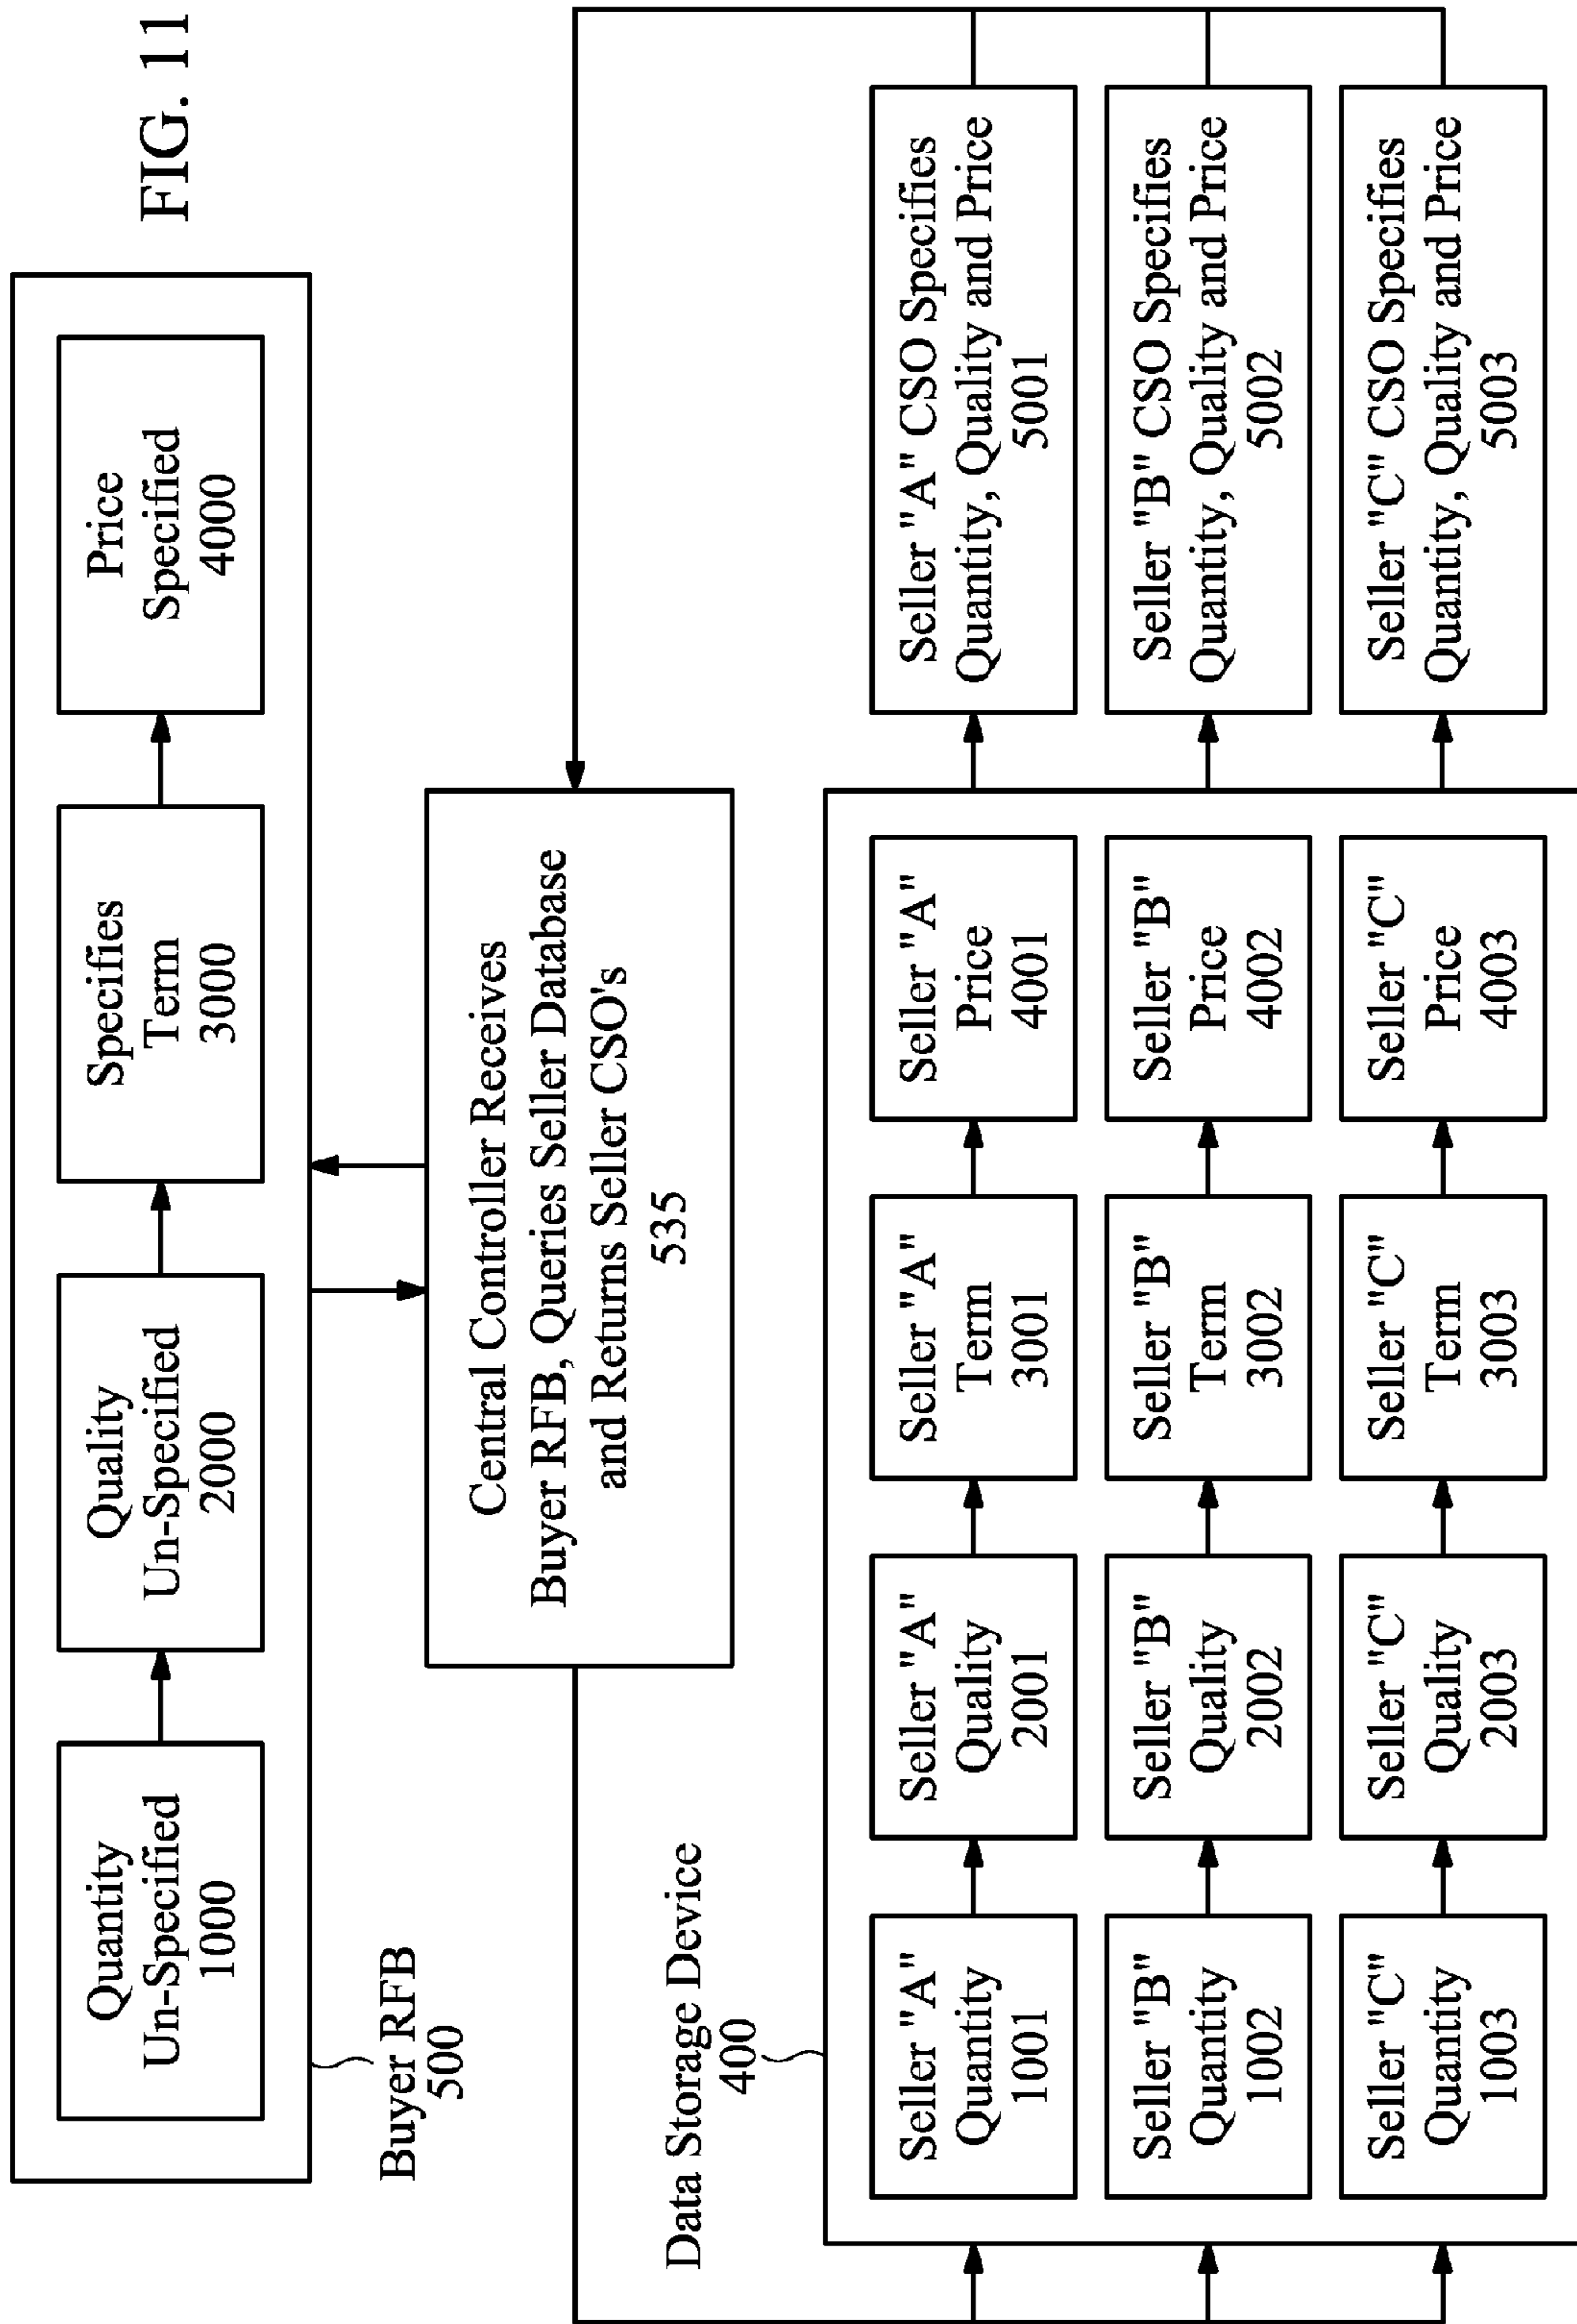 FIG. 11
Quantity
Un-Specified
1000
Quality
Un-Specified
2000
Specifies
Term
3000
Price
Specified
4000
Buyer RFB
500
Central Controller Receives
Buyer RFB, Queries Seller Database
and Returns Seller CSO's
535
Data Storage Device
400
Seller "A"
Quantity
1001
Seller "A"
Quality
2001
Seller "A"
Term
3001
Seller "A"
Price
4001
Seller "A" CSO Specifies
Quantity, Quality and Price
5001
Seller "B"
Quantity
1002
Seller "B"
Quality
2002
Seller "B"
Term
3002
Seller "B"
Price
4002
Seller "B" CSO Specifies
Quantity, Quality and Price
5002
Seller "C"
Quantity
1003
Seller "C"
Quality
2003
Seller "C"
Term
3003
Seller "C"
Price
4003
Seller "C" CSO Specifies
Quantity, Quality and Price
5003